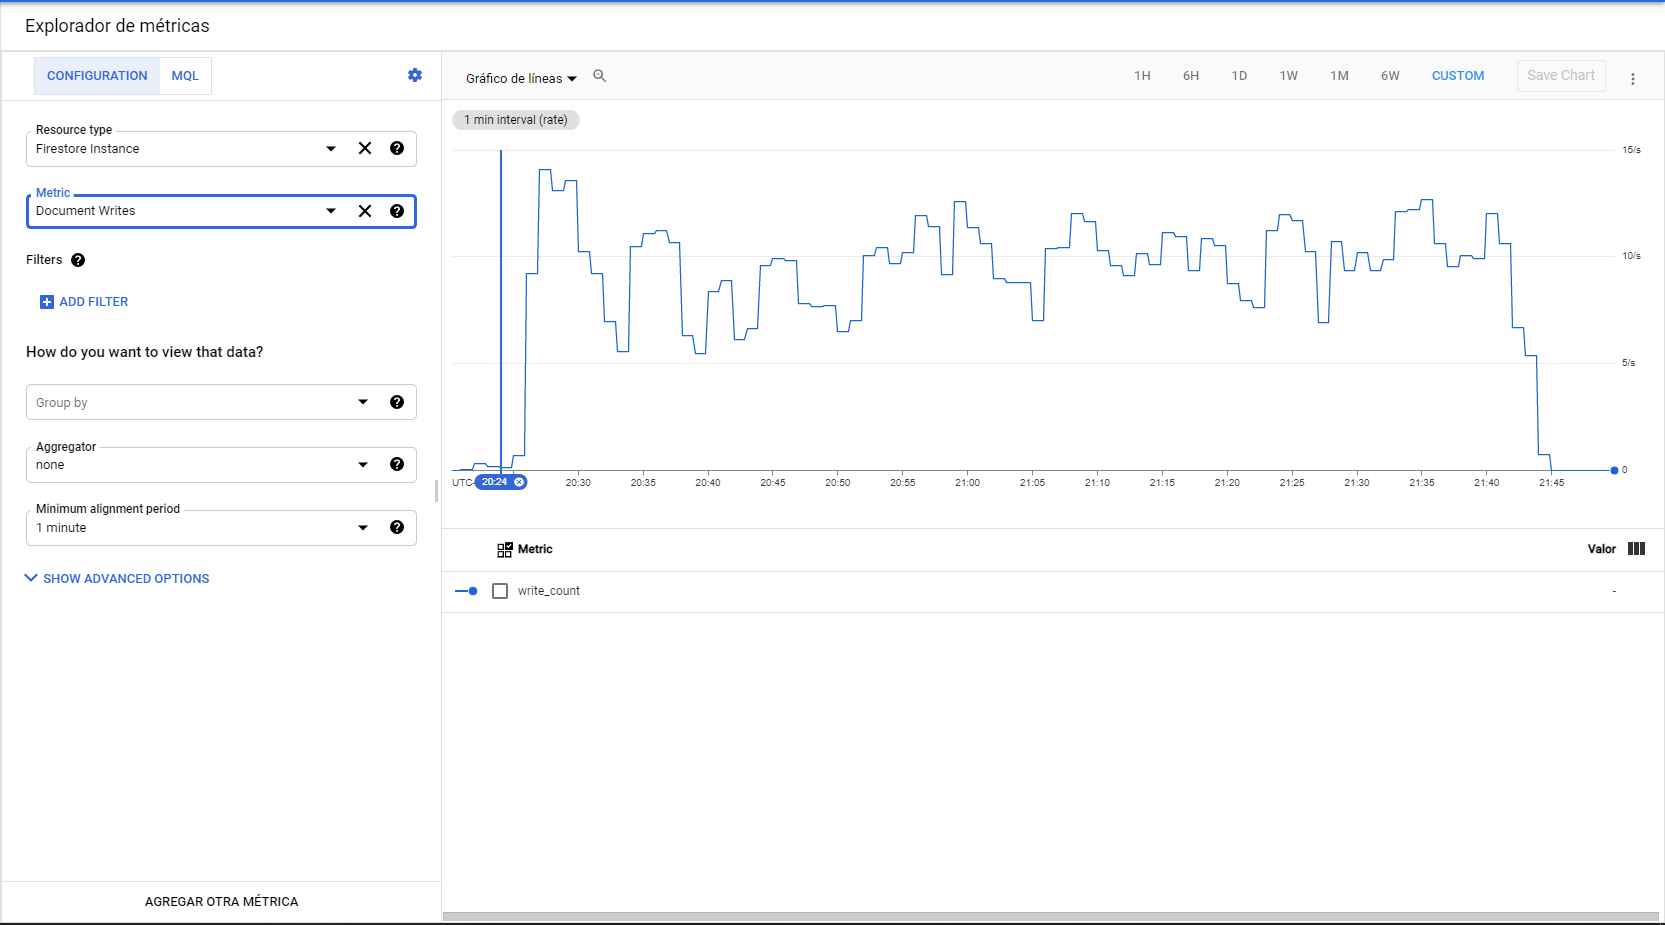 Explorador de métricas
CONFIGURATION MQL
Resource type
Firestore Instance
Metric
Document Writes
Filters
ADD FILTER
How do you want to view that data?
Group by
Aggregator
none
Minimum alignment period
1 minute
SHOW ADVANCED OPTIONS
AGREGAR OTRA MÉTRICA
Gráfico de líneas
1H 6H 1D 1W 1M 6W CUSTOM Save Chart
1 min interval (rate)
15/s
10/s
5/s
0
UTC- 20:24 20:30 20:35 20:40 20:45 20:50 20:55 21:00 21:05 21:10 21:15 21:20 21:25 21:30 21:35 21:40 21:45
Metric Valor
write_count -